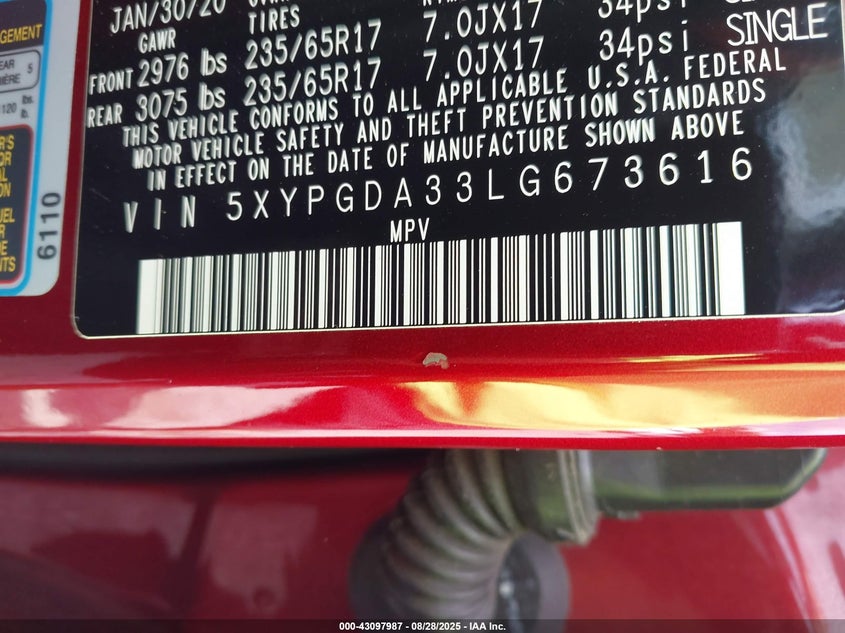 JAN/30/20
GAWR TIRES
FRONT 2976 lbs 235/65R17 7.0JX17 34psi
REAR 3075 lbs 235/65R17 7.0JX17 34psi SINGLE
THIS VEHICLE CONFORMS TO ALL APPLICABLE U.S.A. FEDERAL
MOTOR VEHICLE SAFETY AND THEFT PREVENTION STANDARDS
IN EFFECT ON THE DATE OF MANUFACTURE SHOWN ABOVE
VIN 5XYPGDA33LG673616
MPV
6110
000-43097987 - 08/28/2025 - IAA Inc.